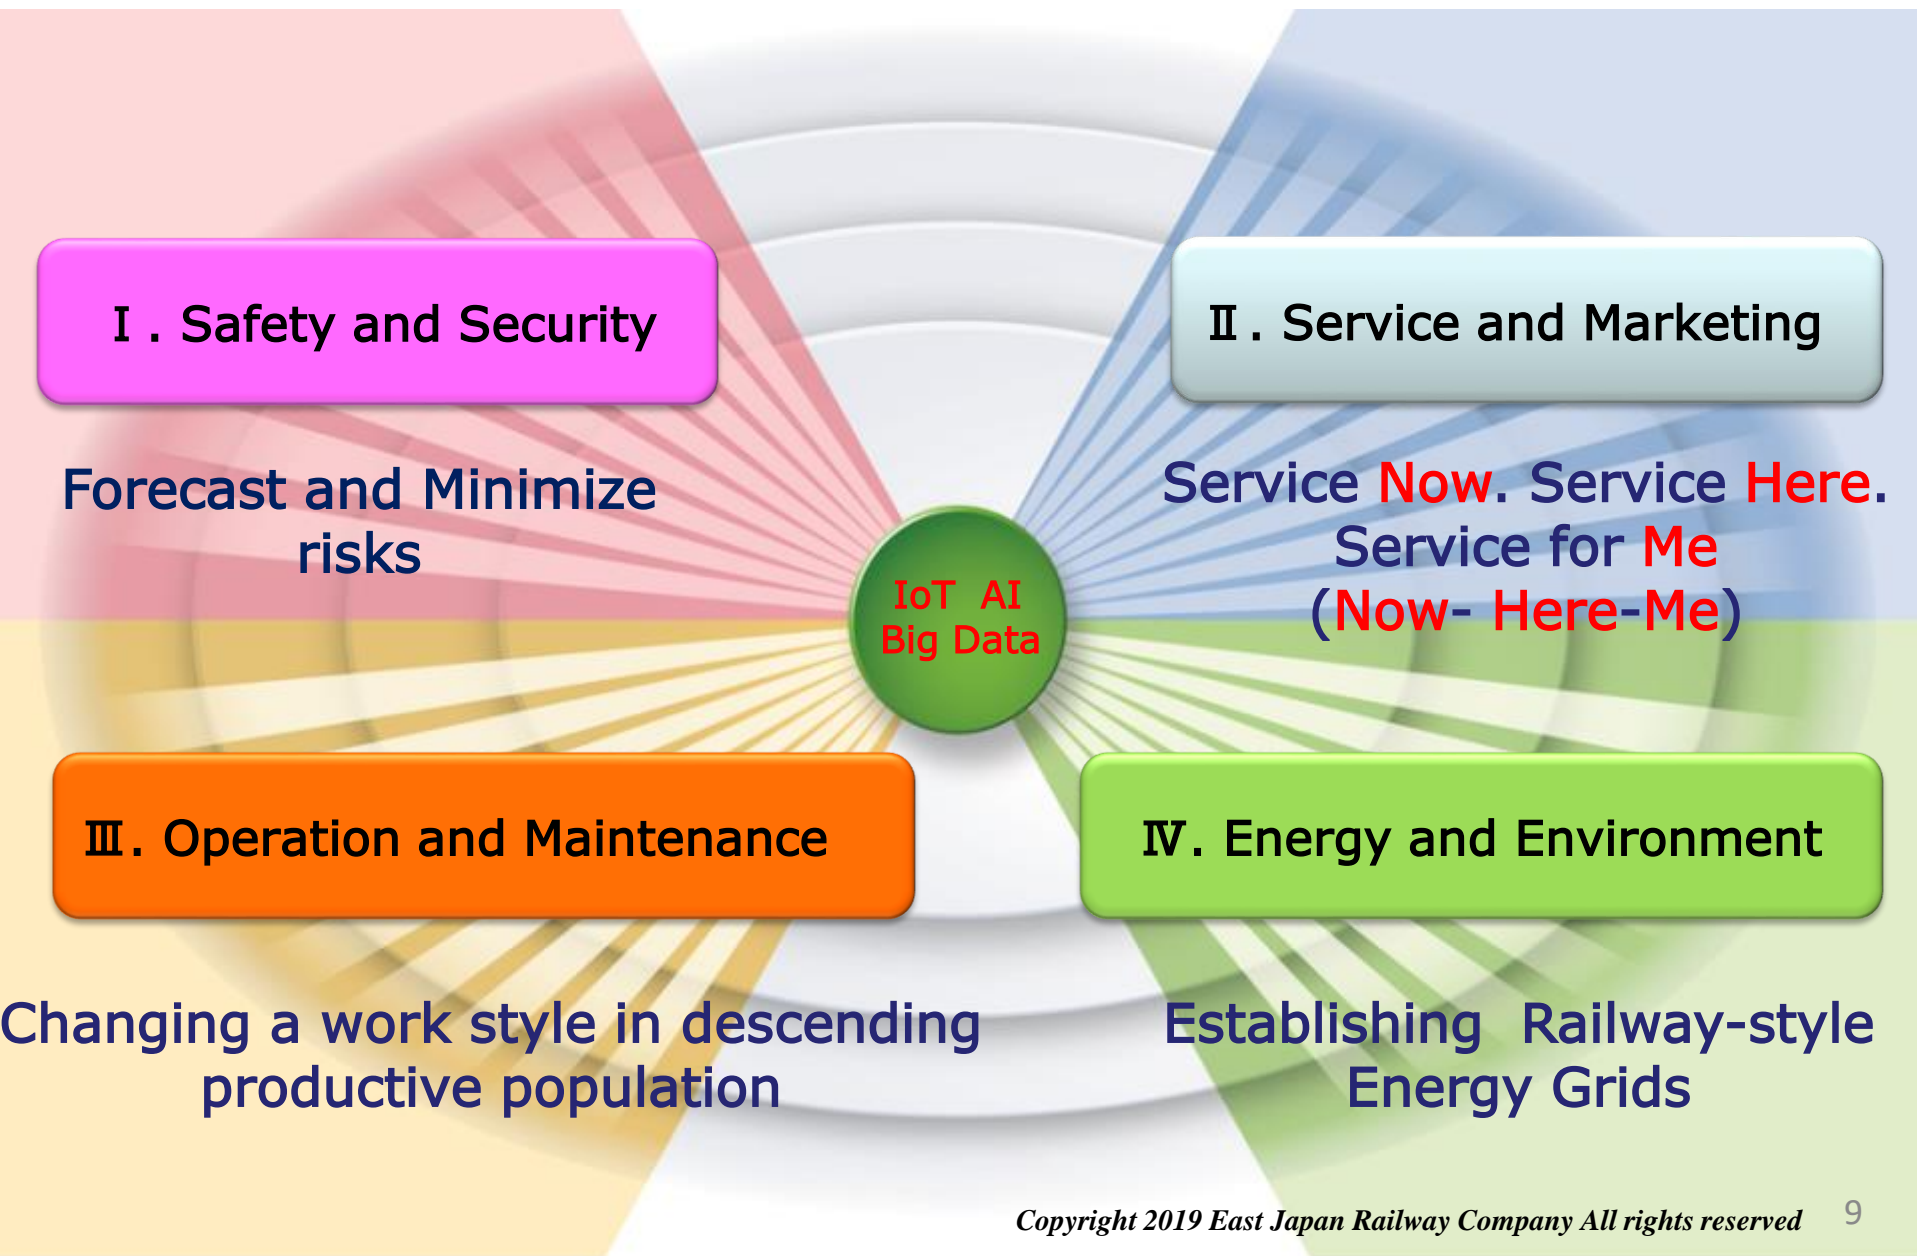 Ⅰ. Safety and Security
Forecast and Minimize
risks
Ⅱ. Service and Marketing
Service Now. Service Here.
Service for Me
(Now- Here-Me)
IoT AI
Big Data
Ⅲ. Operation and Maintenance
Changing a work style in descending
productive population
Ⅳ. Energy and Environment
Establishing Railway-style
Energy Grids
Copyright 2019 East Japan Railway Company All rights reserved
9